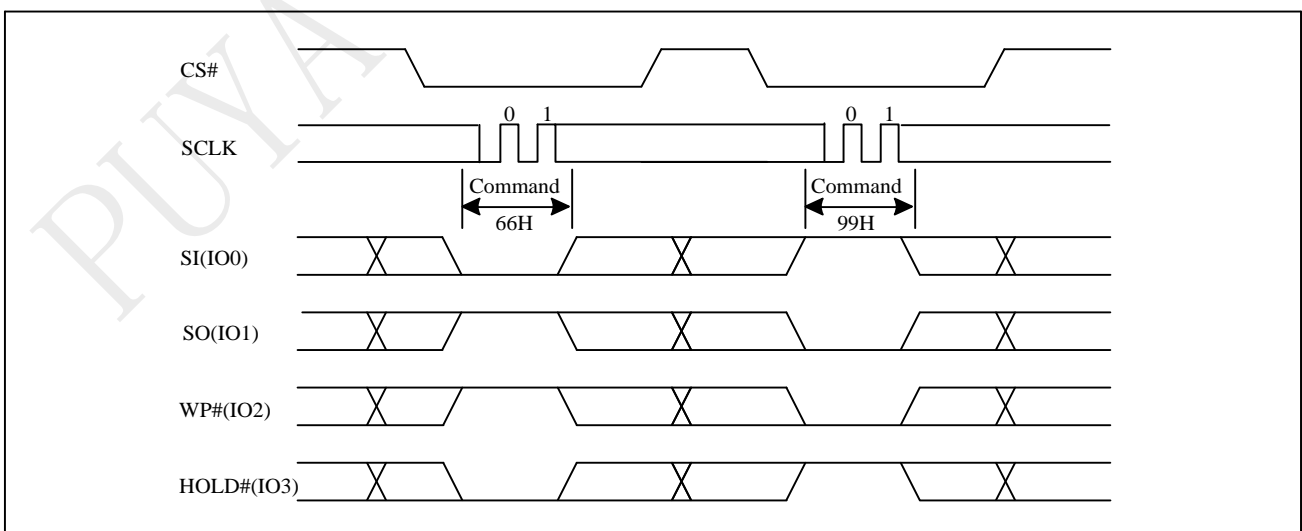 PUYA
CS#
0 1 0 1
SCLK
Command Command
66H 99H
SI(IO0)
SO(IO1)
WP#(IO2)
HOLD#(IO3)